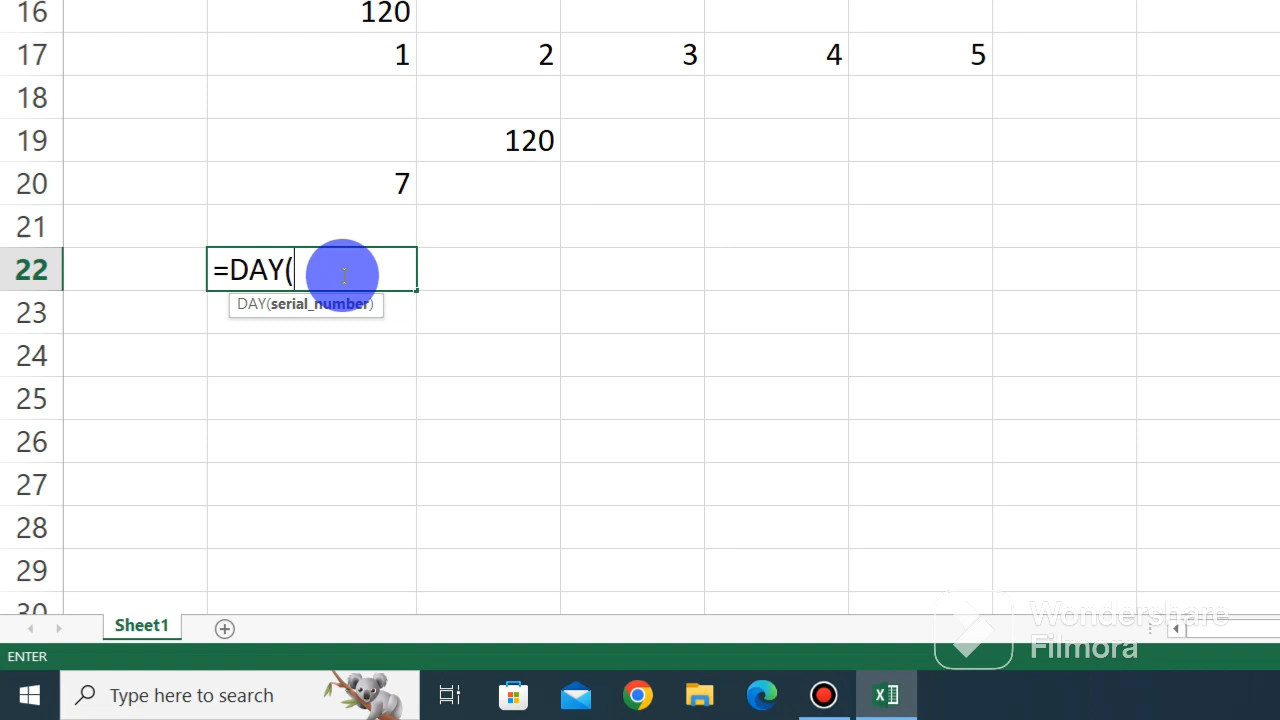 16 120
17 1 2 3 4 5
18
19 120
20 7
21
22 =DAY(
23 DAY(serial_number)
24
25
26
27
28
29
30
Sheet1
ENTER
Wondershare
Filmora
Type here to search